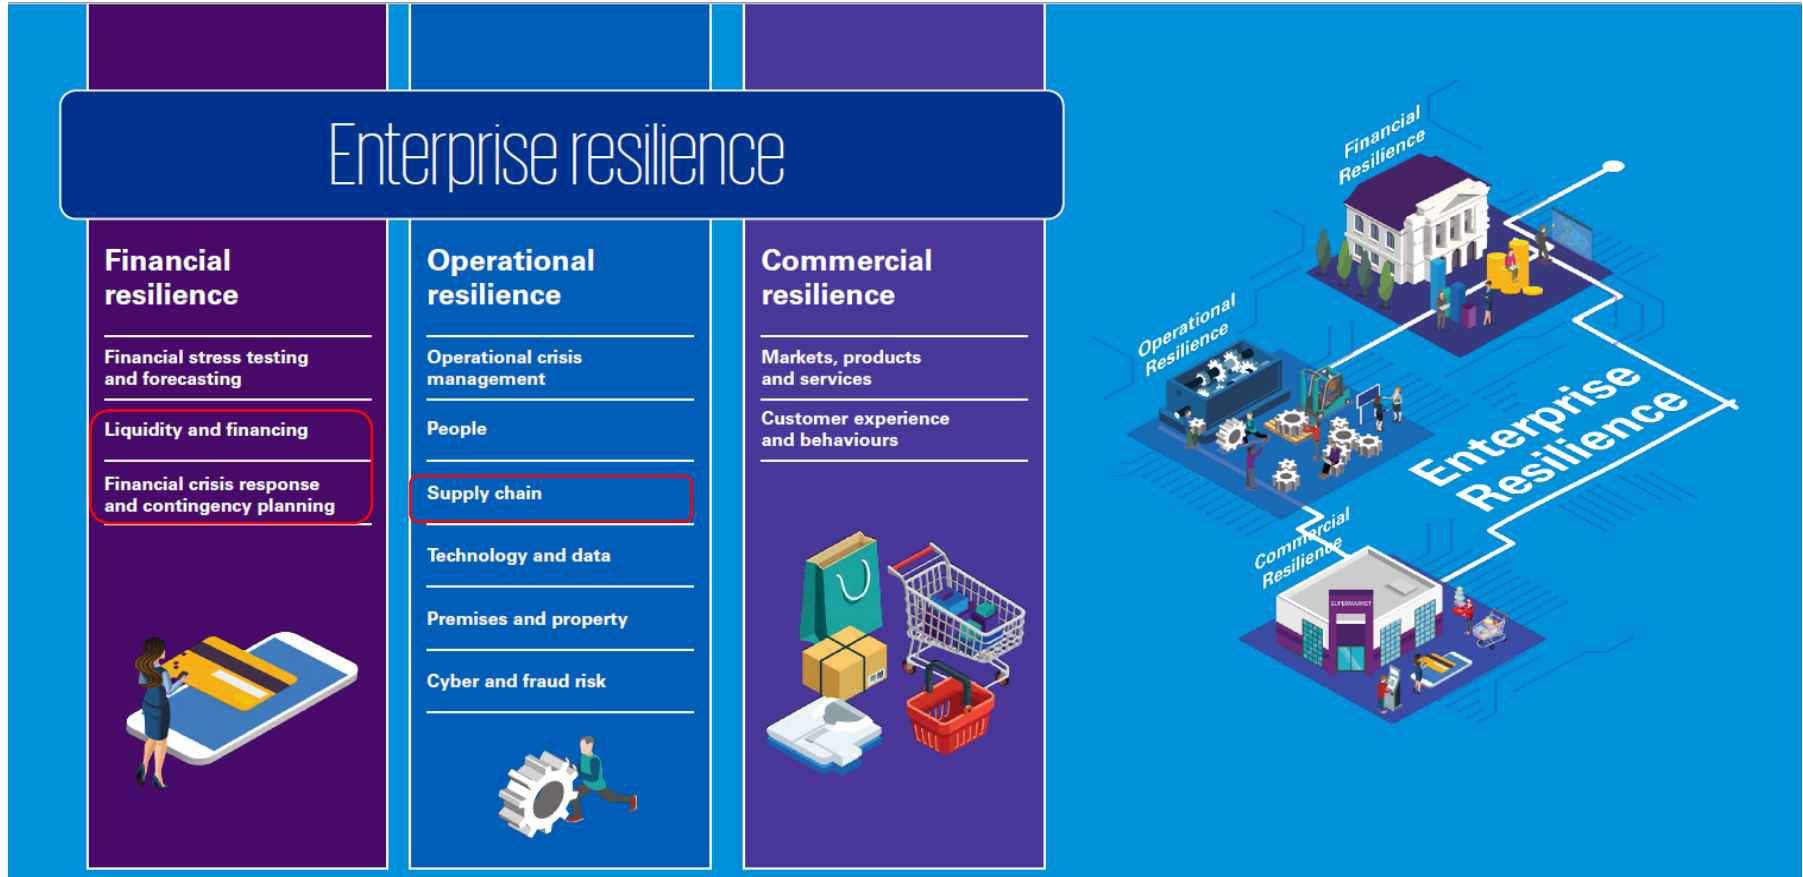 Enterprise resilience
Financial
resilience
Financial stress testing
and forecasting
Liquidity and financing
Financial crisis response
and contingency planning
Operational
resilience
Operational crisis
management
People
Supply chain
Technology and data
Premises and property
Cyber and fraud risk
Commercial
resilience
Markets, products
and services
Customer experience
and behaviours
Financial
Resilience
Operational
Resilience
Enterprise
Resilience
Commercial
Resilience
SUPERMARKET